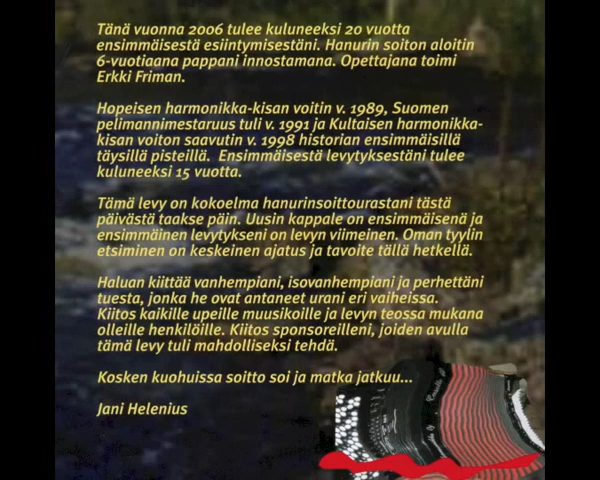 Tänä vuonna 2006 tulee kuluneeksi 20 vuotta
ensimmäisestä esiintymisestäni. Hanurin soiton aloitin
6-vuotiaana pappani innostamana. Opettajana toimi
Erkki Friman.
Hopeisen harmonikka-kisan voitin v. 1989, Suomen
pelimannimestaruus tuli v. 1991 ja Kultaisen harmonikka-
kisan voiton saavutin v. 1998 historian ensimmäisillä
täysillä pisteillä. Ensimmäisestä levytyksestäni tulee
kuluneeksi 15 vuotta.
Tämä levy on kokoelma hanurinsoittourastani tästä
päivästä taakse päin. Uusin kappale on ensimmäisenä ja
ensimmäinen levytykseni on levyn viimeinen. Oman tyylin
etsiminen on keskeinen ajatus ja tavoite tällä hetkellä.
Haluan kiittää vanhempiani, isovanhempiani ja perhettäni
tuesta, jonka he ovat antaneet urani eri vaiheissa.
Kiitos kaikille upeille muusikoille ja levyn teossa mukana
olleille henkilöille. Kiitos sponsoreilleni, joiden avulla
tämä levy tuli mahdolliseksi tehdä.
Kosken kuohuissa soitto soi ja matka jatkuu...
Jani Helenius